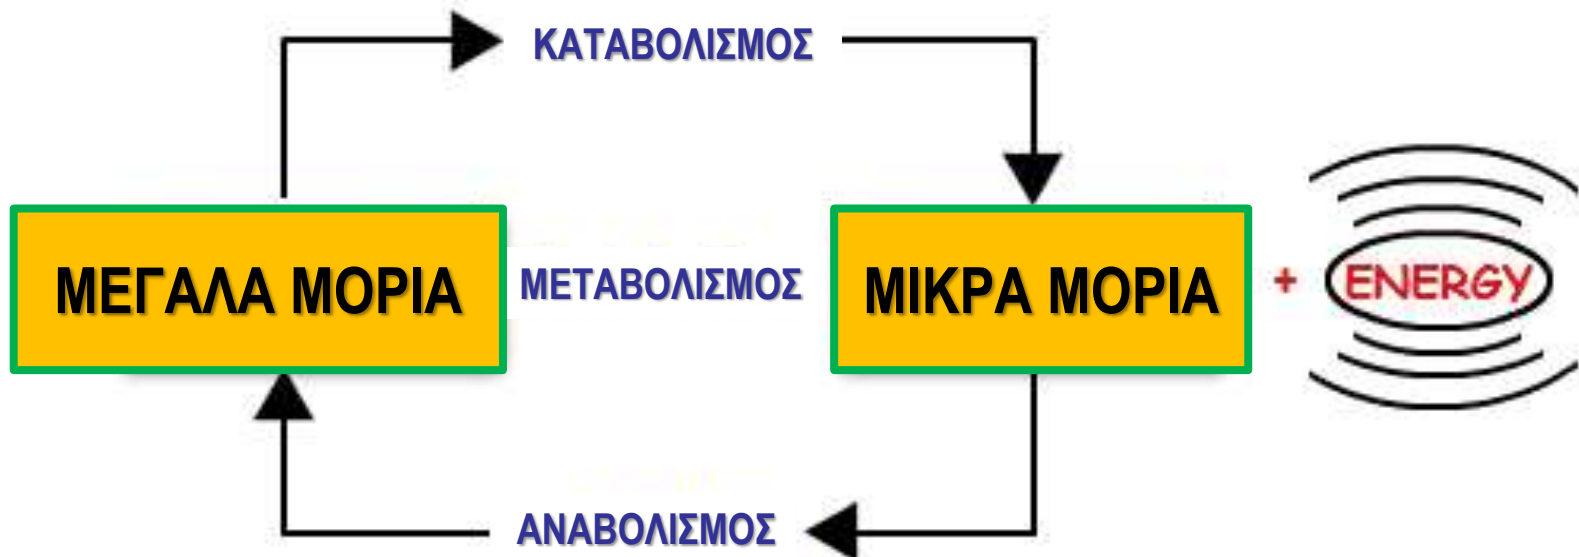 ΚΑΤΑΒΟΛΙΣΜΟΣ
ΜΕΓΑΛΑ ΜΟΡΙΑ
ΜΕΤΑΒΟΛΙΣΜΟΣ
ΜΙΚΡΑ ΜΟΡΙΑ
+ ENERGY
ΑΝΑΒΟΛΙΣΜΟΣ